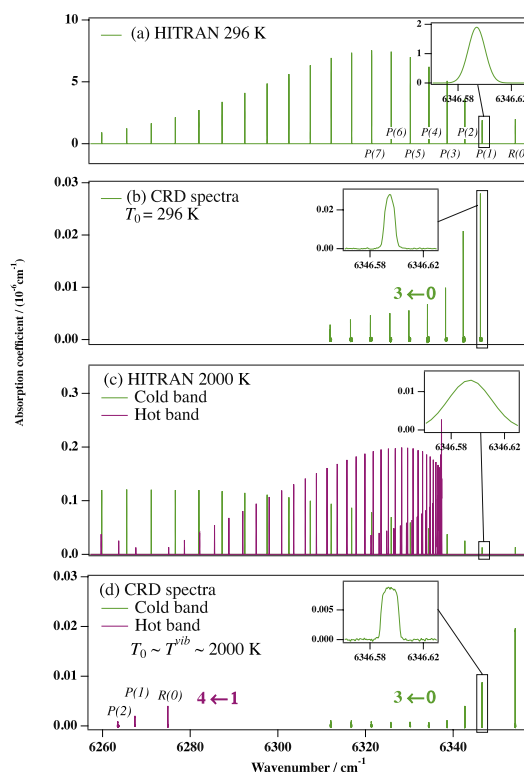 Absorption coefficient / (10⁻⁶cm⁻¹)
(a) HITRAN 296 K
10
5
0
2
1
0
6346.58 6346.62
P(6) P(4) P(2)
P(7) P(5) P(3) P(1) R(0)
0.03
0.02
0.01
0.00
(b) CRD spectra
T₀ = 296 K
0.02
0.00
6346.58 6346.62
3←0
0.3
0.2
0.1
0.0
(c) HITRAN 2000 K
Cold band
Hot band
0.01
0.00
6346.58 6346.62
0.03
0.02
0.01
0.00
(d) CRD spectra
Cold band
Hot band
T₀ ~ Tᵛⁱᵇ ~ 2000 K
0.005
0.000
6346.58 6346.62
P(1) R(0)
P(2)
4←1
3←0
6260 6280 6300 6320 6340
Wavenumber / cm⁻¹